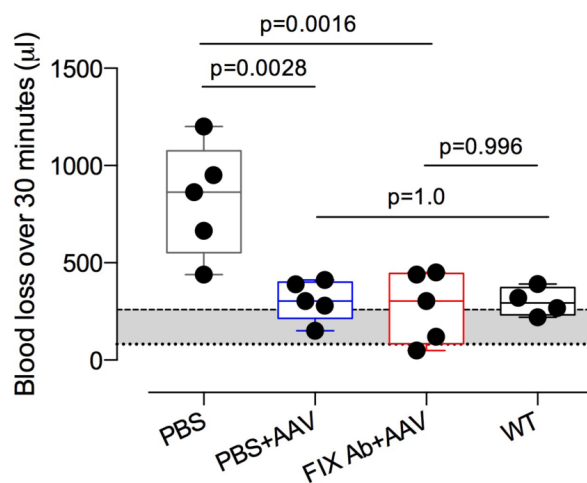 p=0.0016
p=0.0028
p=0.996
p=1.0
Blood loss over 30 minutes (µl)
1500
1000
500
0
PBS
PBS+AAV
FIX Ab+AAV
WT